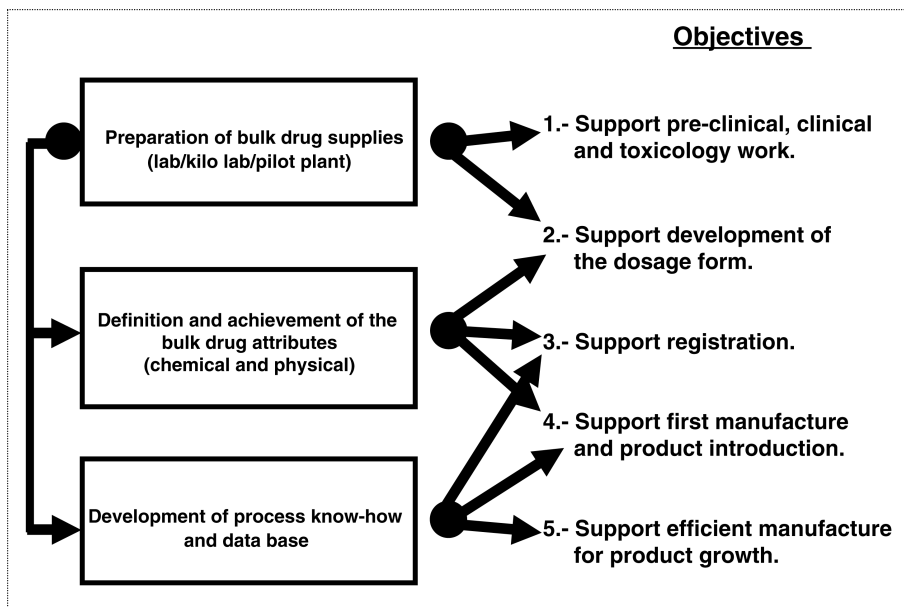 Objectives
Preparation of bulk drug supplies
(lab/kilo lab/pilot plant)
Definition and achievement of the
bulk drug attributes
(chemical and physical)
Development of process know-how
and data base
1.- Support pre-clinical, clinical
and toxicology work.
2.- Support development of
the dosage form.
3.- Support registration.
4.- Support first manufacture
and product introduction.
5.- Support efficient manufacture
for product growth.